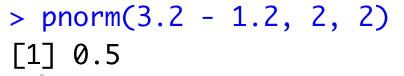 > pnorm(3.2 - 1.2, 2, 2)
[1] 0.5